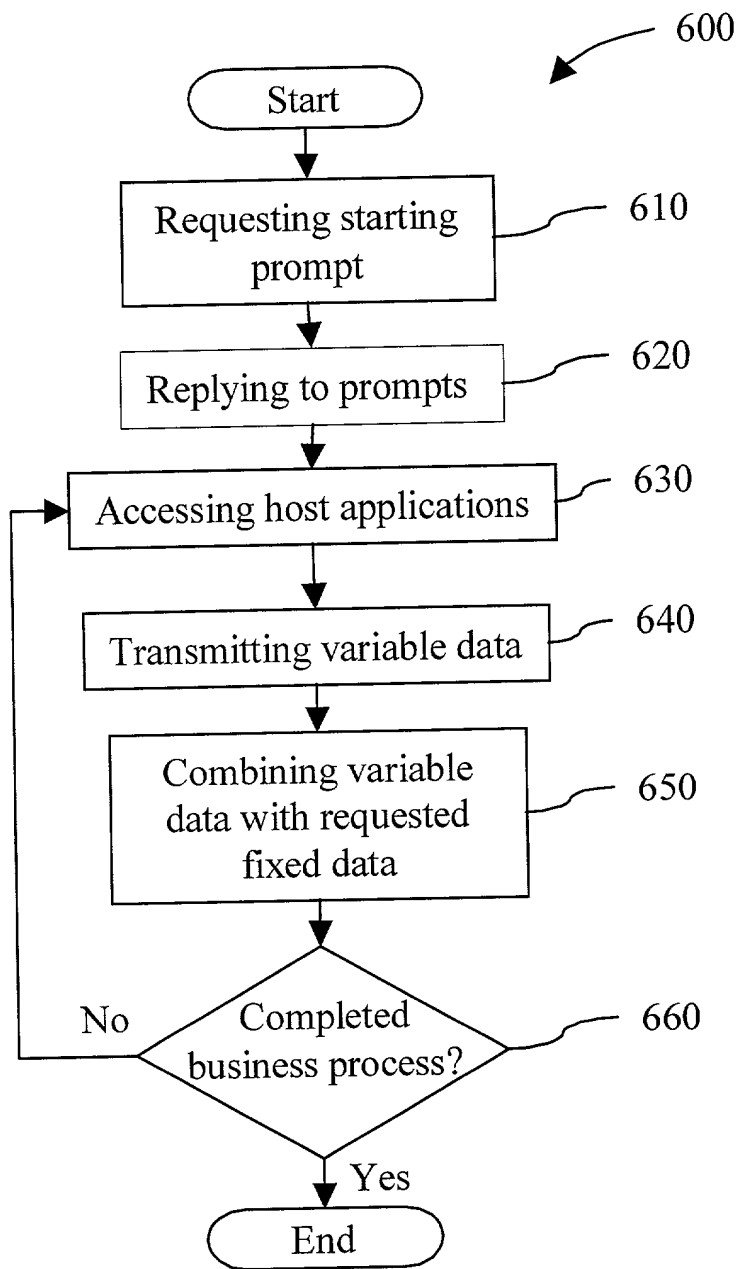 600
Start
Requesting starting
prompt
610
Replying to prompts
620
Accessing host applications
630
Transmitting variable data
640
Combining variable
data with requested
fixed data
650
Completed
business process?
660
No
Yes
End